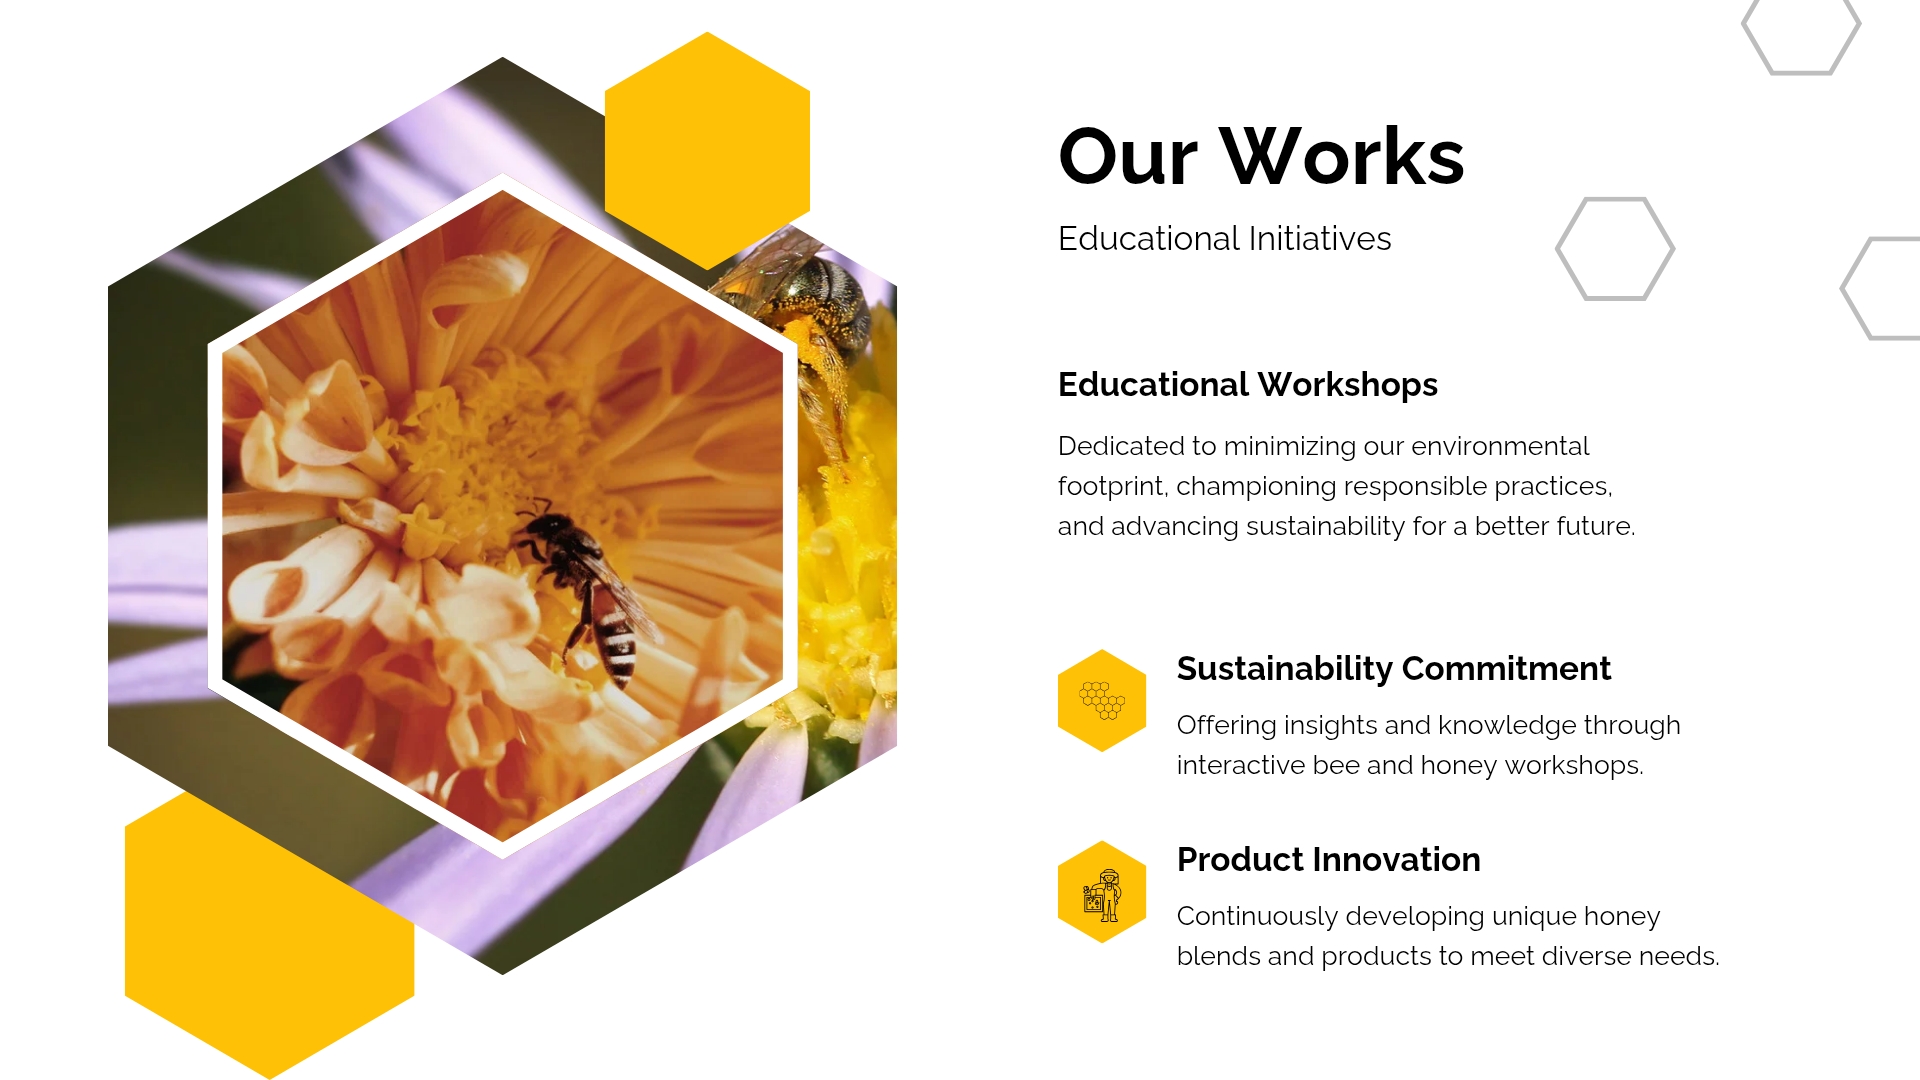 Our Works
Educational Initiatives
Educational Workshops
Dedicated to minimizing our environmental
footprint, championing responsible practices,
and advancing sustainability for a better future.
Sustainability Commitment
Offering insights and knowledge through
interactive bee and honey workshops.
Product Innovation
Continuously developing unique honey
blends and products to meet diverse needs.